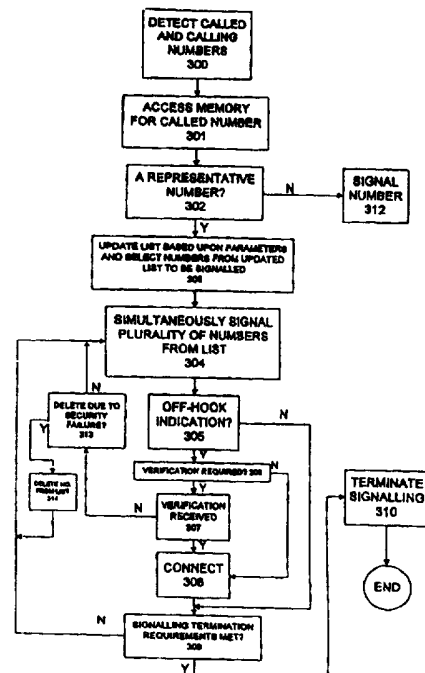 DETECT CALLED
AND CALLING
NUMBERS
300
ACCESS MEMORY
FOR CALLED NUMBER
301
A REPRESENTATIVE
NUMBER?
302
N
SIGNAL
NUMBER
312
Y
UPDATE LIST BASED UPON PARAMETERS
AND SELECT NUMBERS FROM UPDATED
LIST TO BE SIGNALLED
SIMULTANEOUSLY SIGNAL
PLURALITY OF NUMBERS
FROM LIST
304
N
DELETE DUE TO
SECURITY
FAILURE?
313
Y
OFF-HOOK
INDICATION?
305
N
Y
VERIFICATION REQUIRED?
N
DELETE NO.
FROM LIST
314
Y
N
VERIFICATION
RECEIVED
307
TERMINATE
SIGNALLING
310
Y
CONNECT
308
END
N
SIGNALLING TERMINATION
REQUIREMENTS MET?
309
Y